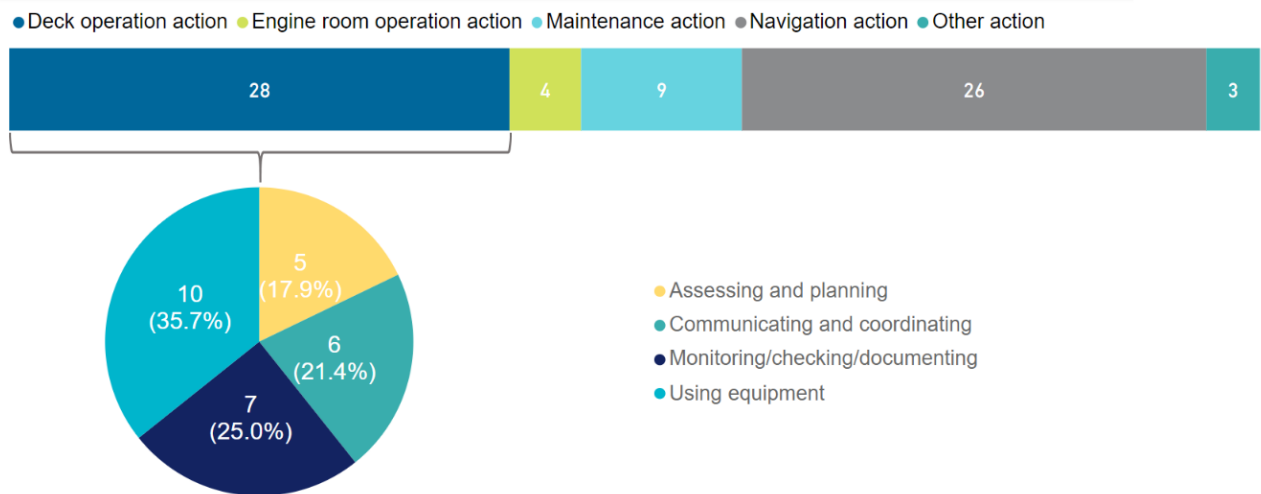 Deck operation action Engine room operation action Maintenance action Navigation action Other action
28 4 9 26 3
5
(17.9%)
10
(35.7%)
6
(21.4%)
7
(25.0%)
Assessing and planning
Communicating and coordinating
Monitoring/checking/documenting
Using equipment